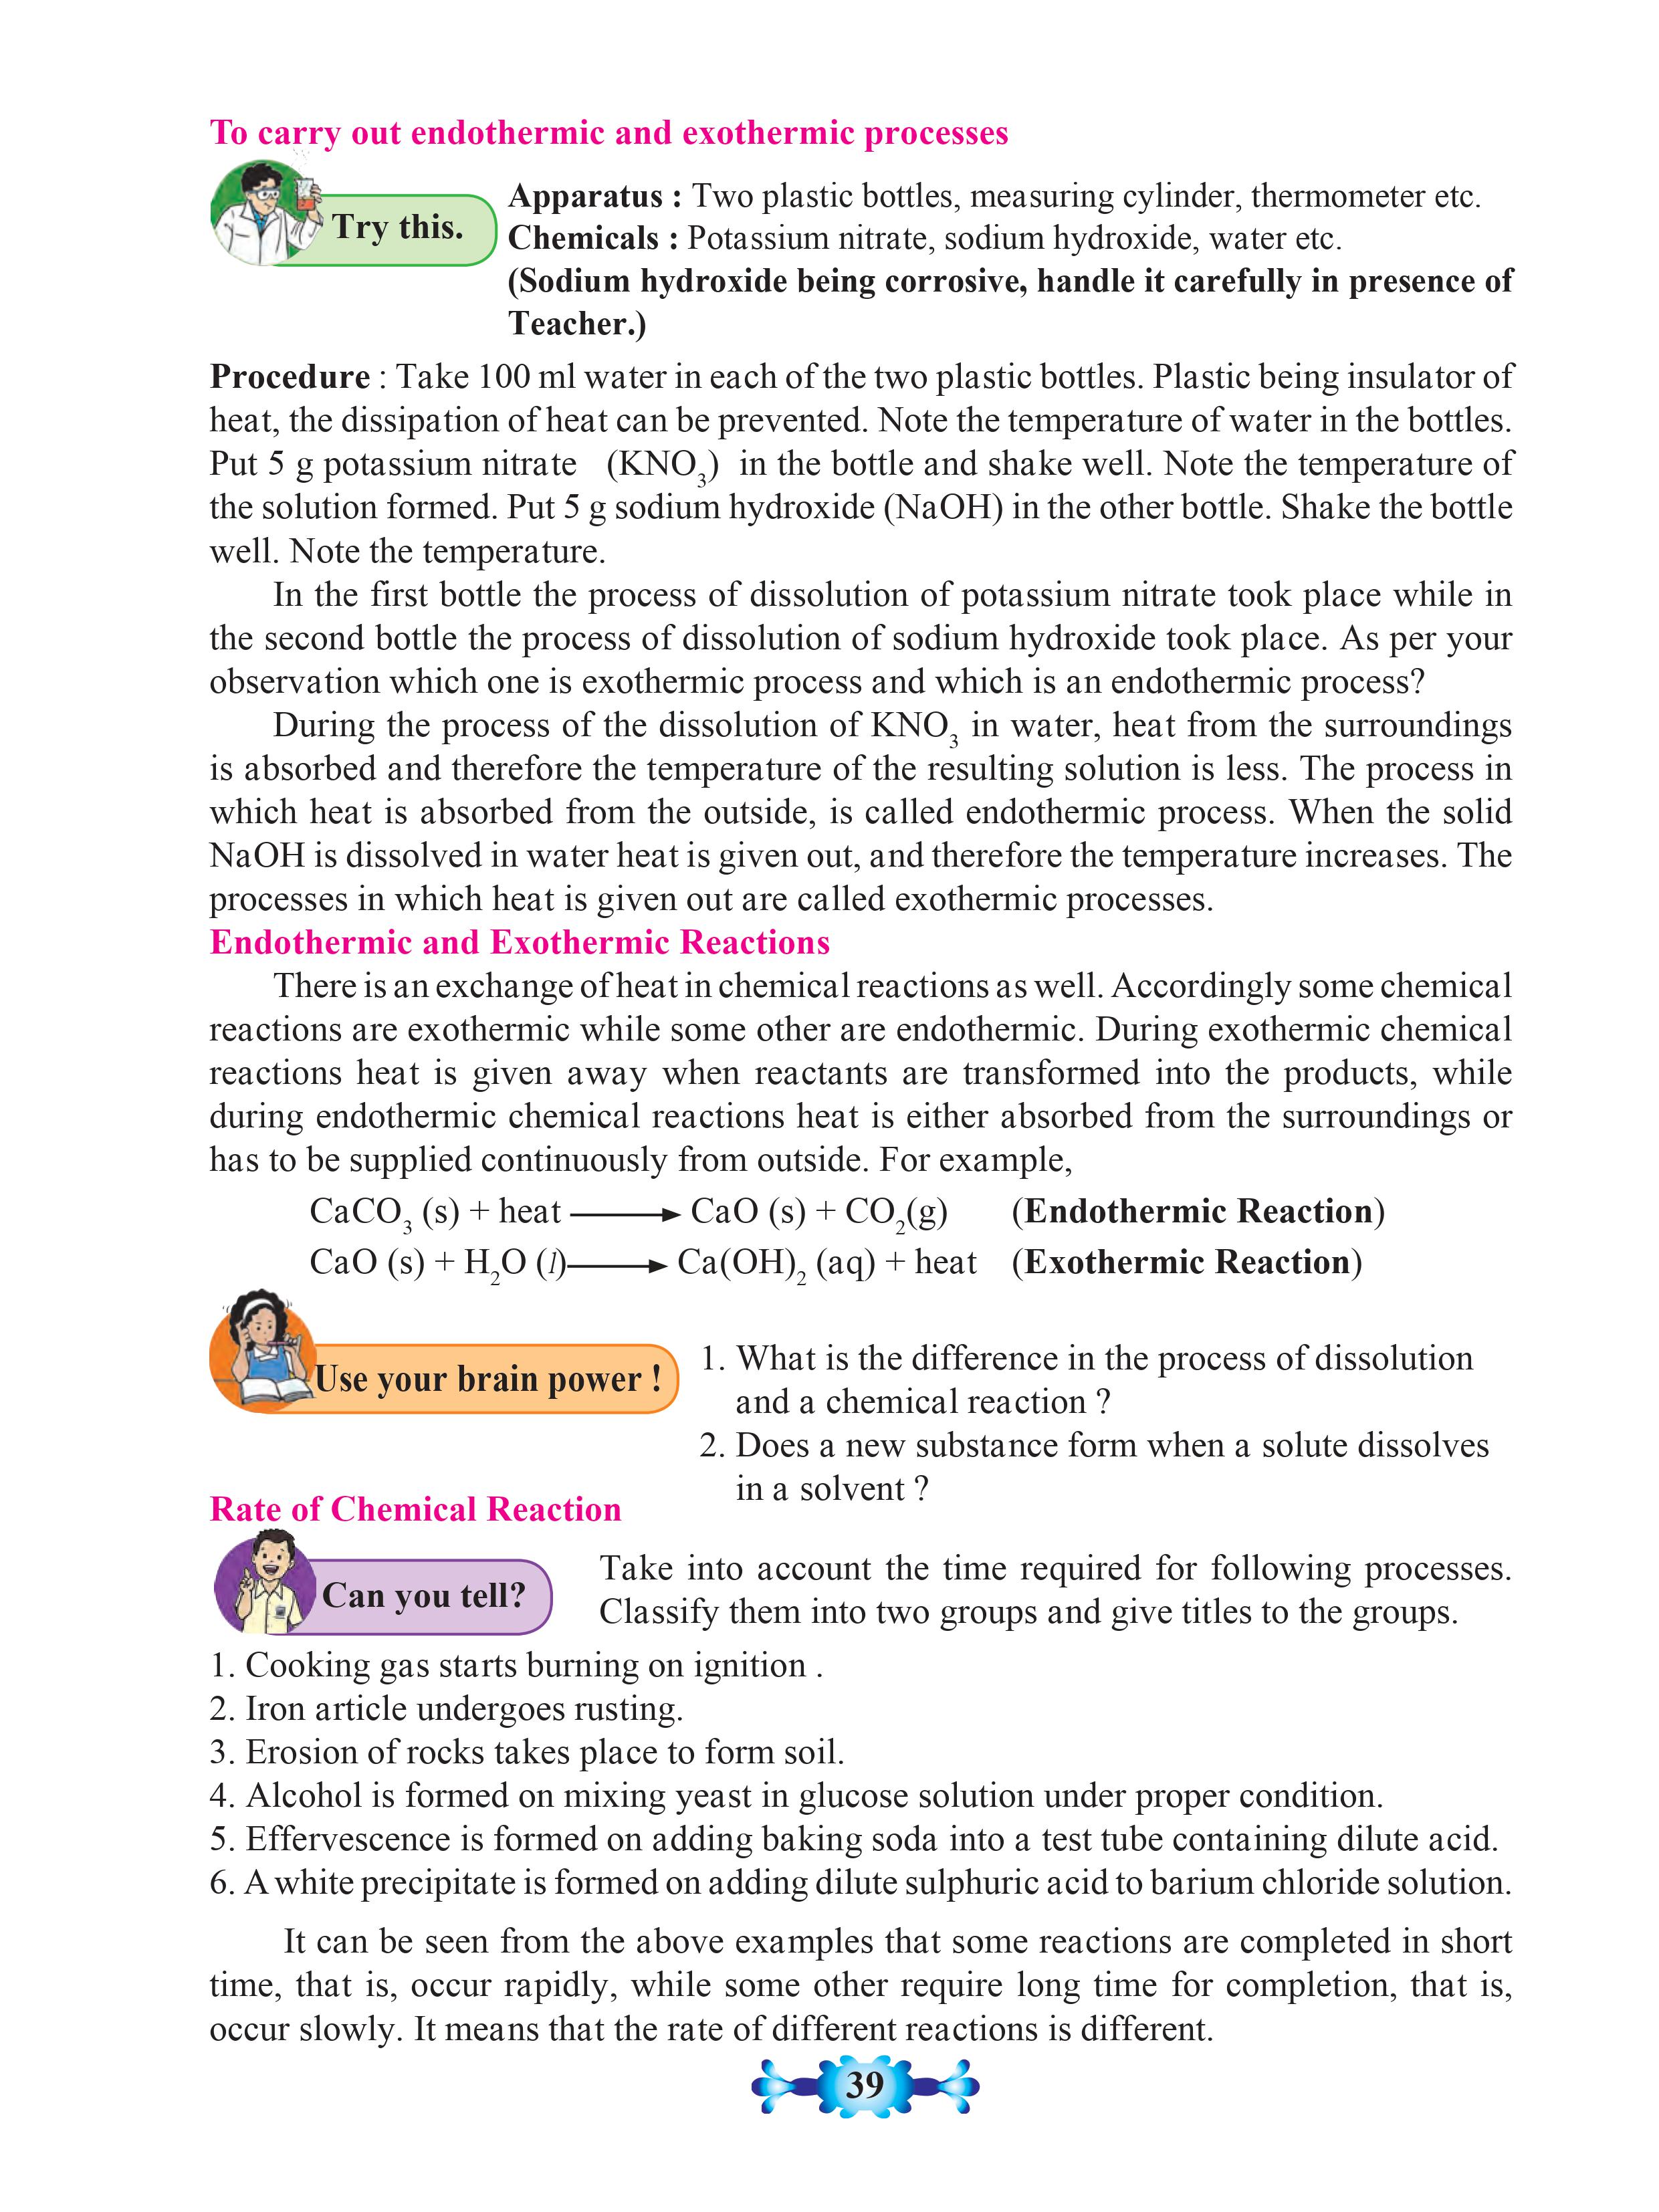 To carry out endothermic and exothermic processes
Try this.
Apparatus : Two plastic bottles, measuring cylinder, thermometer etc.
Chemicals : Potassium nitrate, sodium hydroxide, water etc.
(Sodium hydroxide being corrosive, handle it carefully in presence of
Teacher.)
Procedure : Take 100 ml water in each of the two plastic bottles. Plastic being insulator of
heat, the dissipation of heat can be prevented. Note the temperature of water in the bottles.
Put 5 g potassium nitrate (KNO₃) in the bottle and shake well. Note the temperature of
the solution formed. Put 5 g sodium hydroxide (NaOH) in the other bottle. Shake the bottle
well. Note the temperature.
In the first bottle the process of dissolution of potassium nitrate took place while in
the second bottle the process of dissolution of sodium hydroxide took place. As per your
observation which one is exothermic process and which is an endothermic process?
During the process of the dissolution of KNO₃ in water, heat from the surroundings
is absorbed and therefore the temperature of the resulting solution is less. The process in
which heat is absorbed from the outside, is called endothermic process. When the solid
NaOH is dissolved in water heat is given out, and therefore the temperature increases. The
processes in which heat is given out are called exothermic processes.
Endothermic and Exothermic Reactions
There is an exchange of heat in chemical reactions as well. Accordingly some chemical
reactions are exothermic while some other are endothermic. During exothermic chemical
reactions heat is given away when reactants are transformed into the products, while
during endothermic chemical reactions heat is either absorbed from the surroundings or
has to be supplied continuously from outside. For example,
CaCO₃ (s) + heat ⟶ CaO (s) + CO₂(g) (Endothermic Reaction)
CaO (s) + H₂O (l) ⟶ Ca(OH)₂ (aq) + heat (Exothermic Reaction)
Use your brain power !
1. What is the difference in the process of dissolution
and a chemical reaction ?
2. Does a new substance form when a solute dissolves
in a solvent ?
Rate of Chemical Reaction
Can you tell?
Take into account the time required for following processes.
Classify them into two groups and give titles to the groups.
1. Cooking gas starts burning on ignition .
2. Iron article undergoes rusting.
3. Erosion of rocks takes place to form soil.
4. Alcohol is formed on mixing yeast in glucose solution under proper condition.
5. Effervescence is formed on adding baking soda into a test tube containing dilute acid.
6. A white precipitate is formed on adding dilute sulphuric acid to barium chloride solution.
It can be seen from the above examples that some reactions are completed in short
time, that is, occur rapidly, while some other require long time for completion, that is,
occur slowly. It means that the rate of different reactions is different.
39